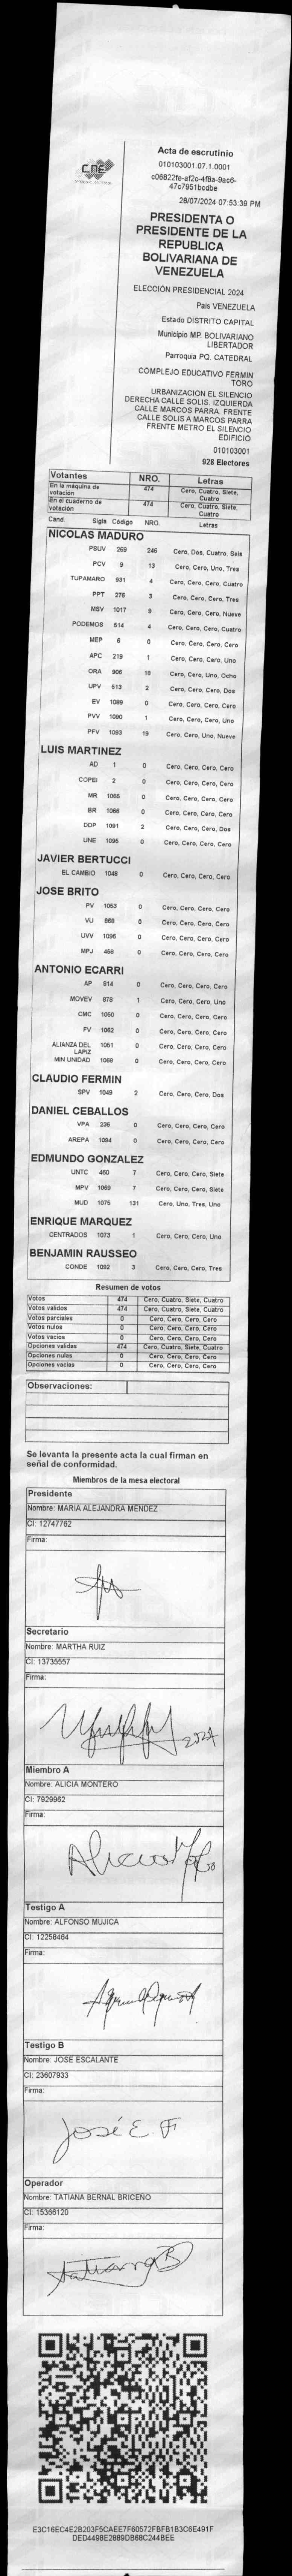 CNE
Acta de escrutinio
010103001.07.1.0001
c06822fe-af2c-4f8a-9ac6-
47c7951bcdbe
28/07/2024 07:53:39 PM
PRESIDENTA O
PRESIDENTE DE LA
REPUBLICA
BOLIVARIANA DE
VENEZUELA
ELECCIÓN PRESIDENCIAL 2024
País VENEZUELA
Estado DISTRITO CAPITAL
Municipio MP. BOLIVARIANO
LIBERTADOR
Parroquia PQ. CATEDRAL
COMPLEJO EDUCATIVO FERMIN
TORO
URBANIZACION EL SILENCIO
DERECHA CALLE SOLIS. IZQUIERDA
CALLE MARCOS PARRA. FRENTE
CALLE SOLIS A MARCOS PARRA
FRENTE METRO EL SILENCIO
EDIFICIO
010103001
928 Electores
Votantes NRO. Letras
En la máquina de votación 474 Cero, Cuatro, Siete, Cuatro
En el cuaderno de votación 474 Cero, Cuatro, Siete, Cuatro
Cand. Sigla Código NRO. Letras
NICOLAS MADURO
PSUV 269 246 Cero, Dos, Cuatro, Seis
PCV 9 13 Cero, Cero, Uno, Tres
TUPAMARO 931 4 Cero, Cero, Cero, Cuatro
PPT 276 3 Cero, Cero, Cero, Tres
MSV 1017 9 Cero, Cero, Cero, Nueve
PODEMOS 514 4 Cero, Cero, Cero, Cuatro
MEP 6 0 Cero, Cero, Cero, Cero
APC 219 1 Cero, Cero, Cero, Uno
ORA 906 18 Cero, Cero, Uno, Ocho
UPV 513 2 Cero, Cero, Cero, Dos
EV 1089 0 Cero, Cero, Cero, Cero
PVV 1090 1 Cero, Cero, Cero, Uno
PFV 1093 19 Cero, Cero, Uno, Nueve
LUIS MARTINEZ
AD 1 0 Cero, Cero, Cero, Cero
COPEI 2 0 Cero, Cero, Cero, Cero
MR 1065 0 Cero, Cero, Cero, Cero
BR 1066 0 Cero, Cero, Cero, Cero
DDP 1091 2 Cero, Cero, Cero, Dos
UNE 1095 0 Cero, Cero, Cero, Cero
JAVIER BERTUCCI
EL CAMBIO 1048 0 Cero, Cero, Cero, Cero
JOSE BRITO
PV 1053 0 Cero, Cero, Cero, Cero
VU 868 0 Cero, Cero, Cero, Cero
UVV 1096 0 Cero, Cero, Cero, Cero
MPJ 458 0 Cero, Cero, Cero, Cero
ANTONIO ECARRI
AP 814 0 Cero, Cero, Cero, Cero
MOVEV 878 1 Cero, Cero, Cero, Uno
CMC 1050 0 Cero, Cero, Cero, Cero
FV 1062 0 Cero, Cero, Cero, Cero
ALIANZA DEL LAPIZ 1051 0 Cero, Cero, Cero, Cero
MIN UNIDAD 1068 0 Cero, Cero, Cero, Cero
CLAUDIO FERMIN
SPV 1049 2 Cero, Cero, Cero, Dos
DANIEL CEBALLOS
VPA 336 0 Cero, Cero, Cero, Cero
AREPA 1094 0 Cero, Cero, Cero, Cero
EDMUNDO GONZALEZ
UNTC 460 7 Cero, Cero, Cero, Siete
MPV 1069 7 Cero, Cero, Cero, Siete
MUD 1075 131 Cero, Uno, Tres, Uno
ENRIQUE MARQUEZ
CENTRADOS 1073 1 Cero, Cero, Cero, Uno
BENJAMIN RAUSSEO
CONDE 1092 3 Cero, Cero, Cero, Tres
Resumen de votos
Votos 474 Cero, Cuatro, Siete, Cuatro
Votos validos 474 Cero, Cuatro, Siete, Cuatro
Votos parciales 0 Cero, Cero, Cero, Cero
Votos nulos 0 Cero, Cero, Cero, Cero
Votos vacios 0 Cero, Cero, Cero, Cero
Opciones validas 474 Cero, Cuatro, Siete, Cuatro
Opciones nulas 0 Cero, Cero, Cero, Cero
Opciones vacias 0 Cero, Cero, Cero, Cero
Observaciones:
Se levanta la presente acta la cual firman en
señal de conformidad.
Miembros de la mesa electoral
Presidente
Nombre: MARIA ALEJANDRA MENDEZ
CI: 12747762
Firma:
Secretario
Nombre: MARTHA RUIZ
CI: 13735557
Firma:
2024
Miembro A
Nombre: ALICIA MONTERO
CI: 7929962
Firma:
Testigo A
Nombre: ALFONSO MUJICA
CI: 12258464
Firma:
Testigo B
Nombre: JOSE ESCALANTE
CI: 23607933
Firma:
José E. F
Operador
Nombre: TATIANA BERNAL BRICENO
CI: 15366120
Firma:
Tatiana B
E3C16EC4E2B203F5CAEE7F60572FBFB1B3C6E491F
DED4498E2889DB68C244BEE